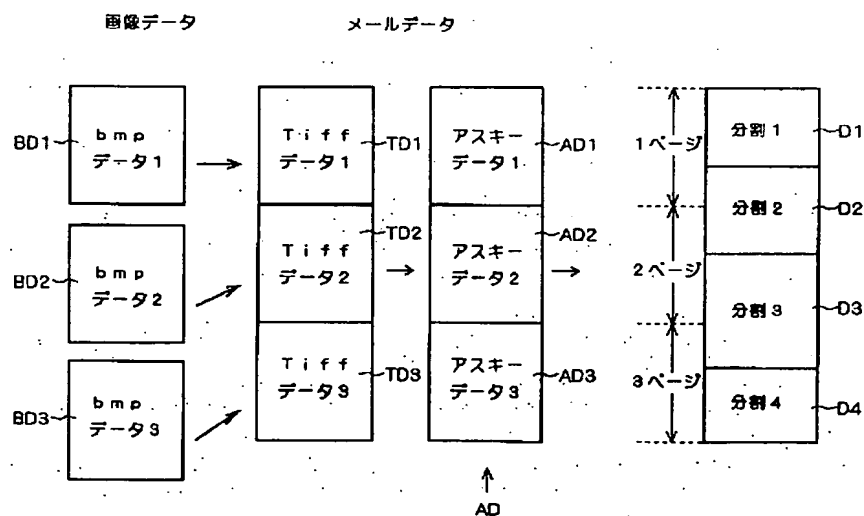 画像データ
メールデータ
BD1
bmp
データ1
Tiff
データ1
TD1
アスキー
データ1
AD1
1ページ
分割1
D1
BD2
bmp
データ2
Tiff
データ2
TD2
アスキー
データ2
AD2
2ページ
分割2
D2
BD3
bmp
データ3
Tiff
データ3
TD3
アスキー
データ3
AD3
3ページ
分割3
D3
分割4
D4
AD